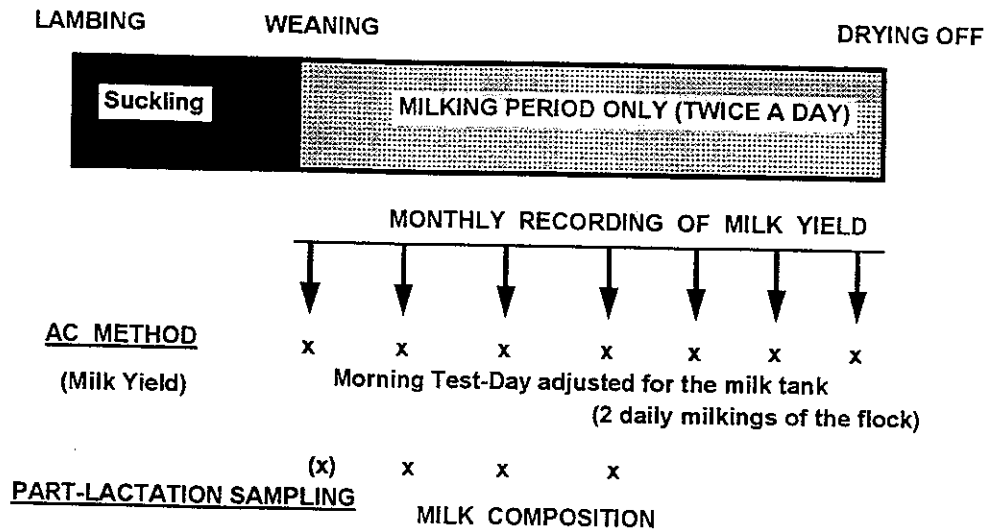 LAMBING WEANING DRYING OFF
Suckling MILKING PERIOD ONLY (TWICE A DAY)
MONTHLY RECORDING OF MILK YIELD
AC METHOD x x x x x x x
(Milk Yield) Morning Test-Day adjusted for the milk tank
(2 daily milkings of the flock)
(x) x x x
PART-LACTATION SAMPLING
MILK COMPOSITION